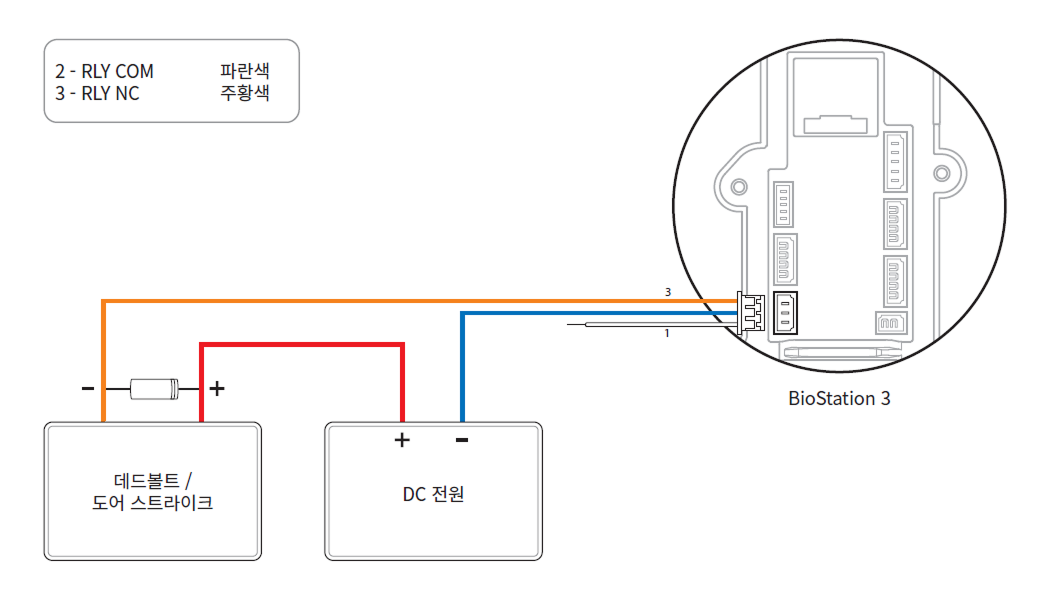 2 - RLY COM 파란색
3 - RLY NC 주황색
3
1
BioStation 3
- +
+ -
데드볼트 /
도어 스트라이크
DC 전원